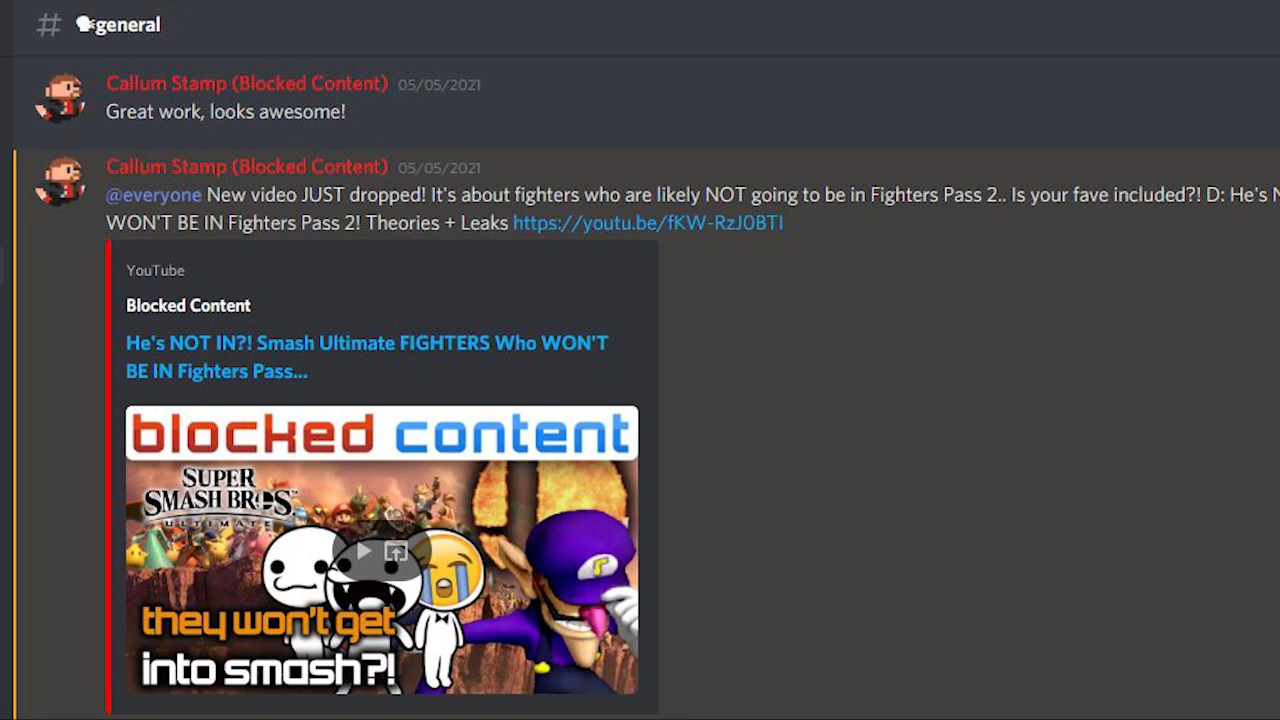 # 🗣general
Callum Stamp (Blocked Content) 05/05/2021
Great work, looks awesome!
Callum Stamp (Blocked Content) 05/05/2021
@everyone New video JUST dropped! It's about fighters who are likely NOT going to be in Fighters Pass 2.. Is your fave included?! D: He's
WON'T BE IN Fighters Pass 2! Theories + Leaks https://youtu.be/fKW-RzJ0BTI
YouTube
Blocked Content
He's NOT IN?! Smash Ultimate FIGHTERS Who WON'T
BE IN Fighters Pass...
blocked content
SUPER
SMASH BROS.
ULTIMATE
they won't get
into smash?!